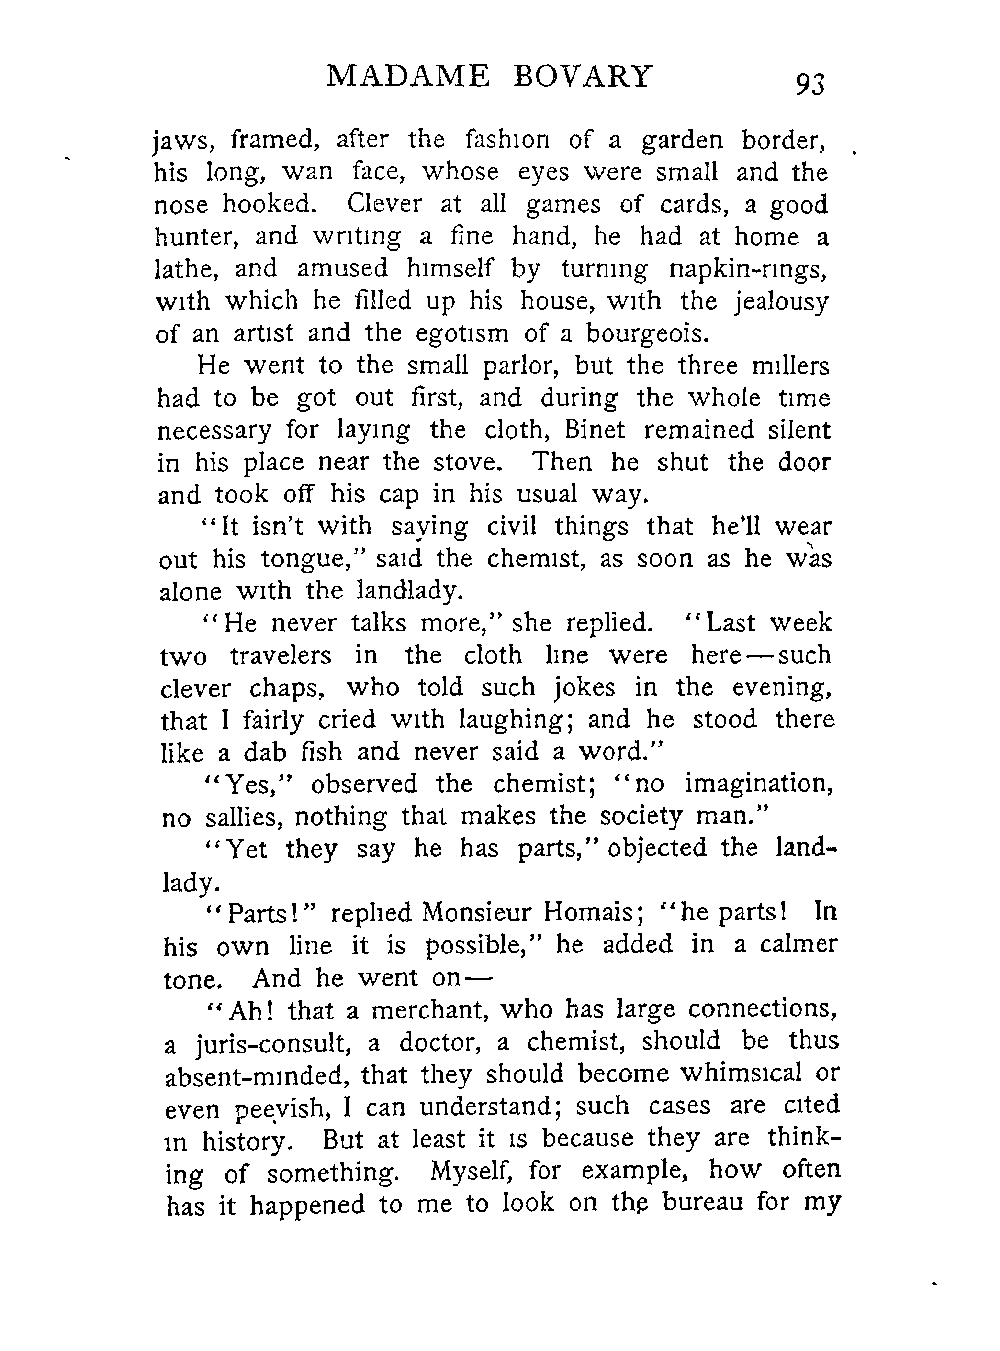 MADAME BOVARY 93
jaws, framed, after the fashion of a garden border,
his long, wan face, whose eyes were small and the
nose hooked. Clever at all games of cards, a good
hunter, and writing a fine hand, he had at home a
lathe, and amused himself by turning napkin-rings,
with which he filled up his house, with the jealousy
of an artist and the egotism of a bourgeois.
He went to the small parlor, but the three millers
had to be got out first, and during the whole time
necessary for laying the cloth, Binet remained silent
in his place near the stove. Then he shut the door
and took off his cap in his usual way.
"It isn't with saying civil things that he'll wear
out his tongue," said the chemist, as soon as he was
alone with the landlady.
"He never talks more," she replied. "Last week
two travelers in the cloth line were here—such
clever chaps, who told such jokes in the evening,
that I fairly cried with laughing; and he stood there
like a dab fish and never said a word."
"Yes," observed the chemist; "no imagination,
no sallies, nothing that makes the society man."
"Yet they say he has parts," objected the land-
lady.
"Parts!" replied Monsieur Homais; "he parts! In
his own line it is possible," he added in a calmer
tone. And he went on—
"Ah! that a merchant, who has large connections,
a juris-consult, a doctor, a chemist, should be thus
absent-minded, that they should become whimsical or
even peevish, I can understand; such cases are cited
in history. But at least it is because they are think-
ing of something. Myself, for example, how often
has it happened to me to look on the bureau for my